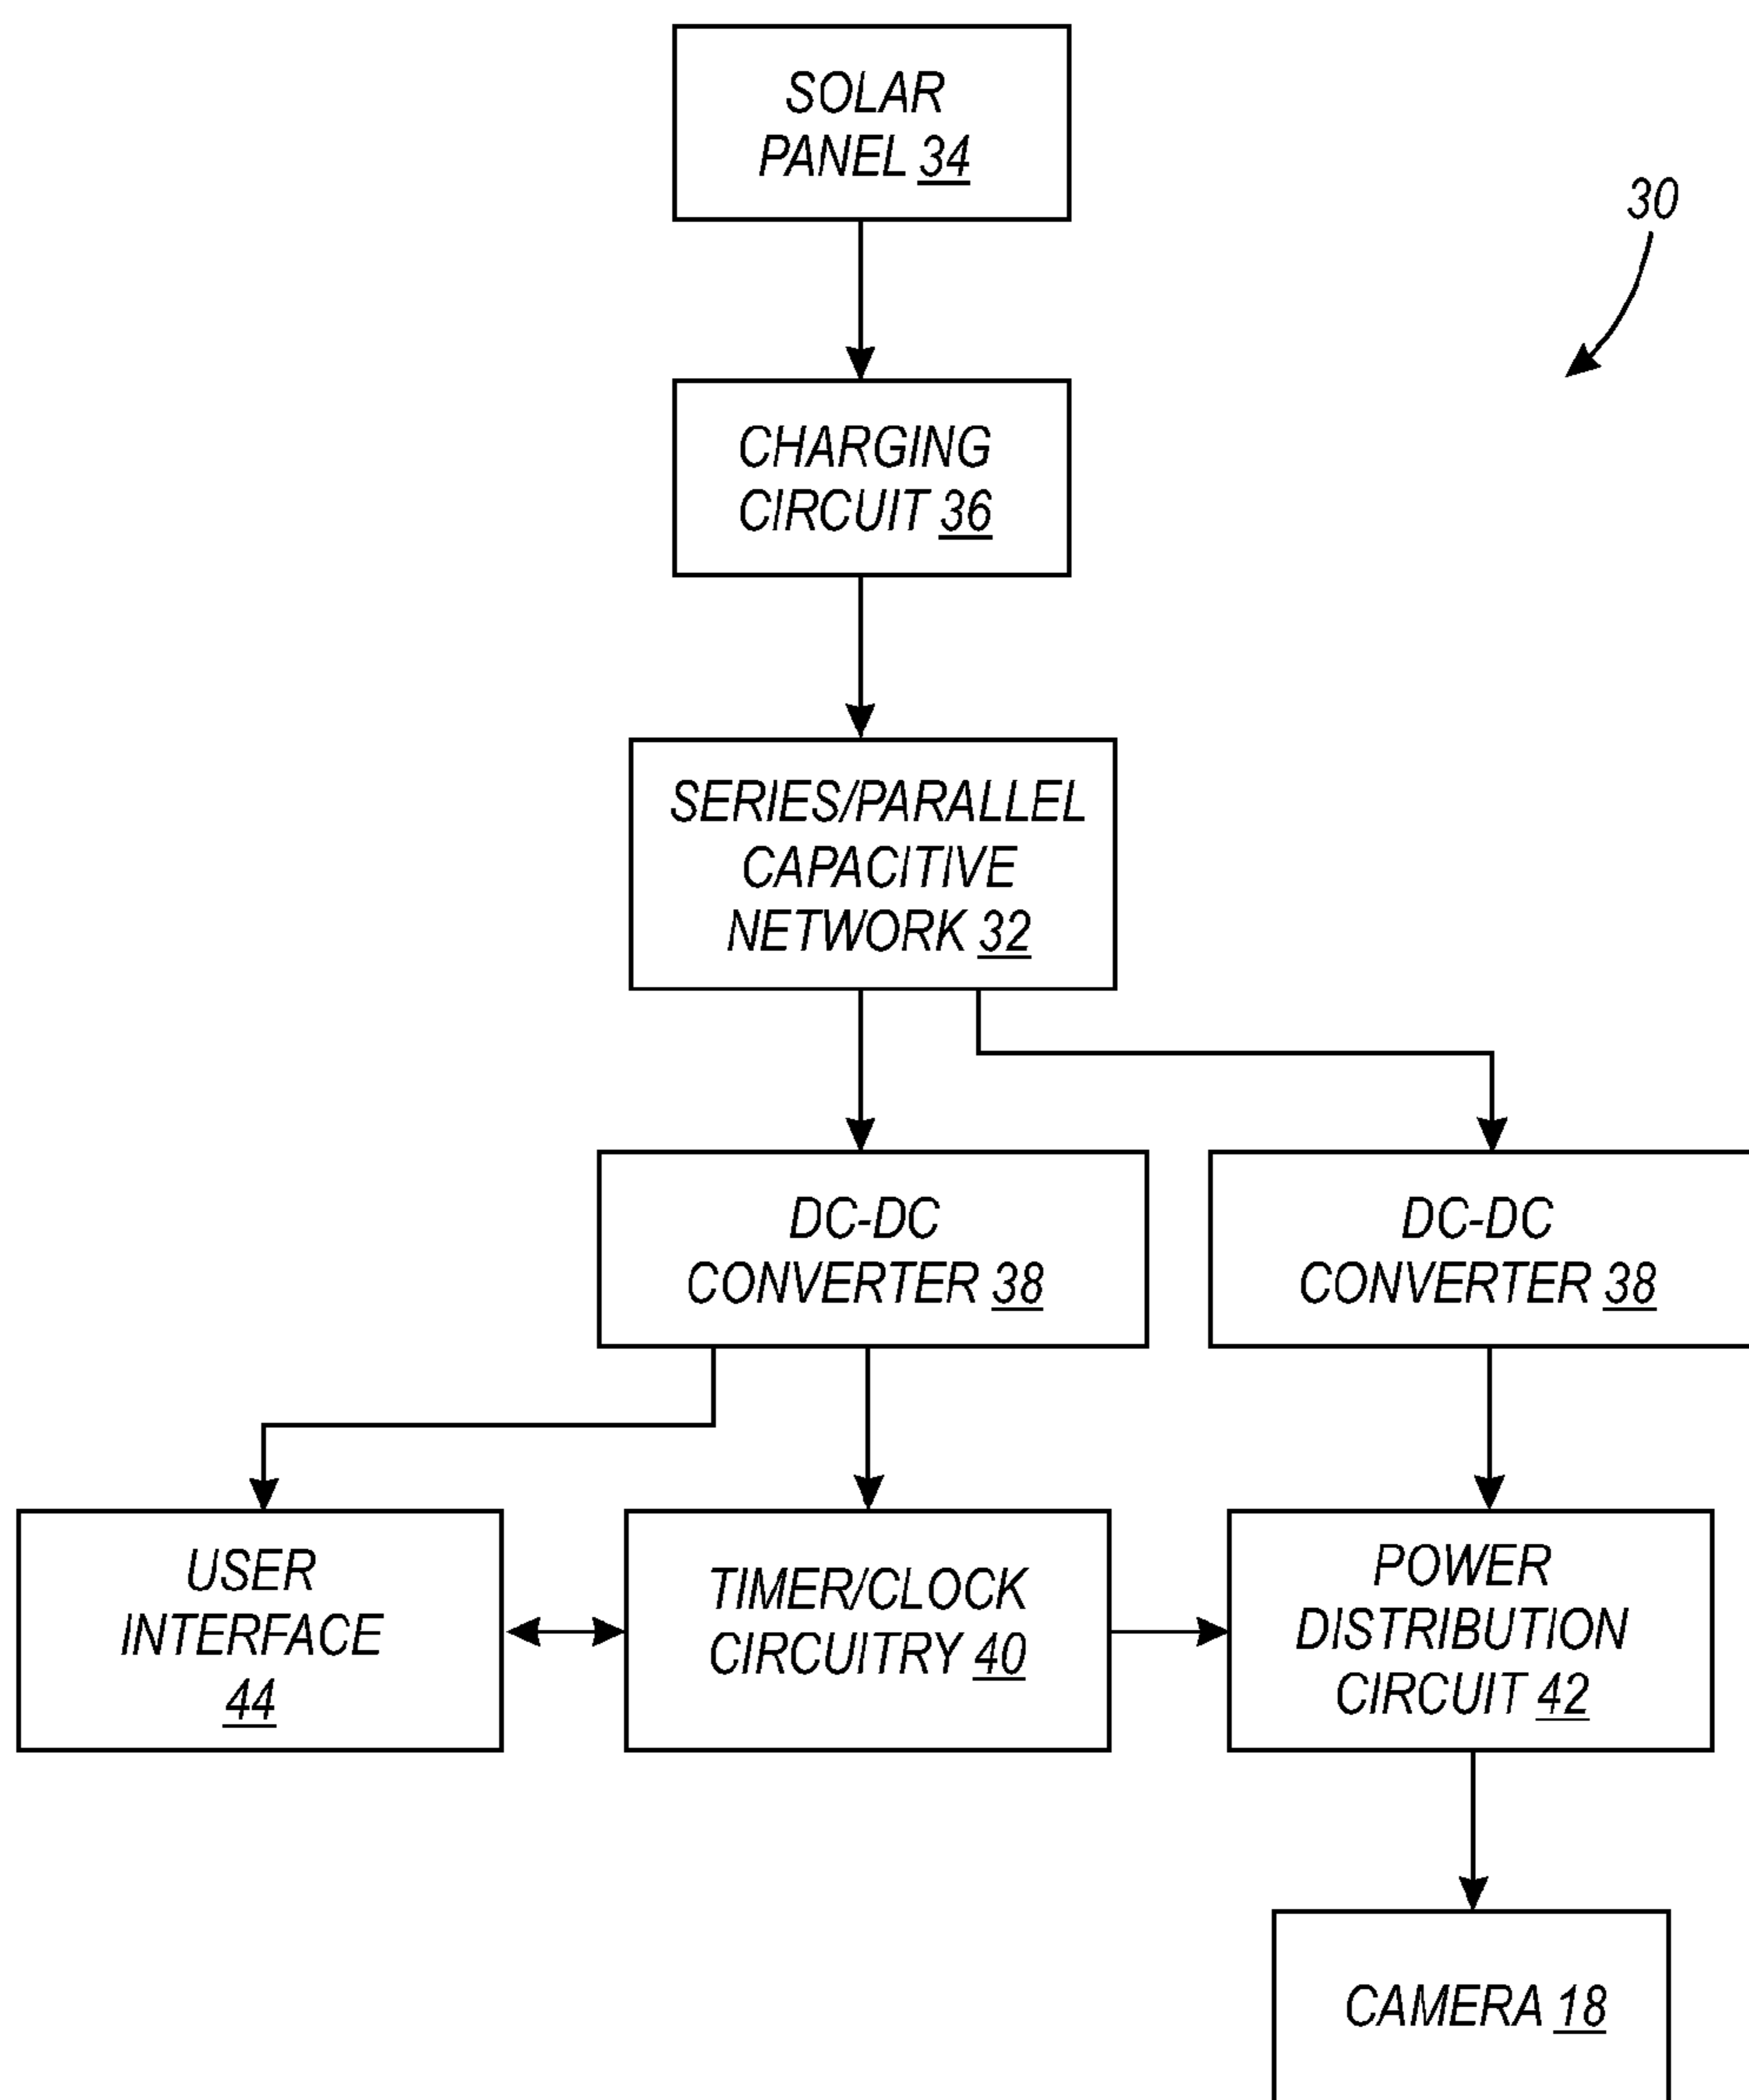 SOLAR
PANEL 34
30
CHARGING
CIRCUIT 36
SERIES/PARALLEL
CAPACITIVE
NETWORK 32
DC-DC
CONVERTER 38
DC-DC
CONVERTER 38
USER
INTERFACE
44
TIMER/CLOCK
CIRCUITRY 40
POWER
DISTRIBUTION
CIRCUIT 42
CAMERA 18